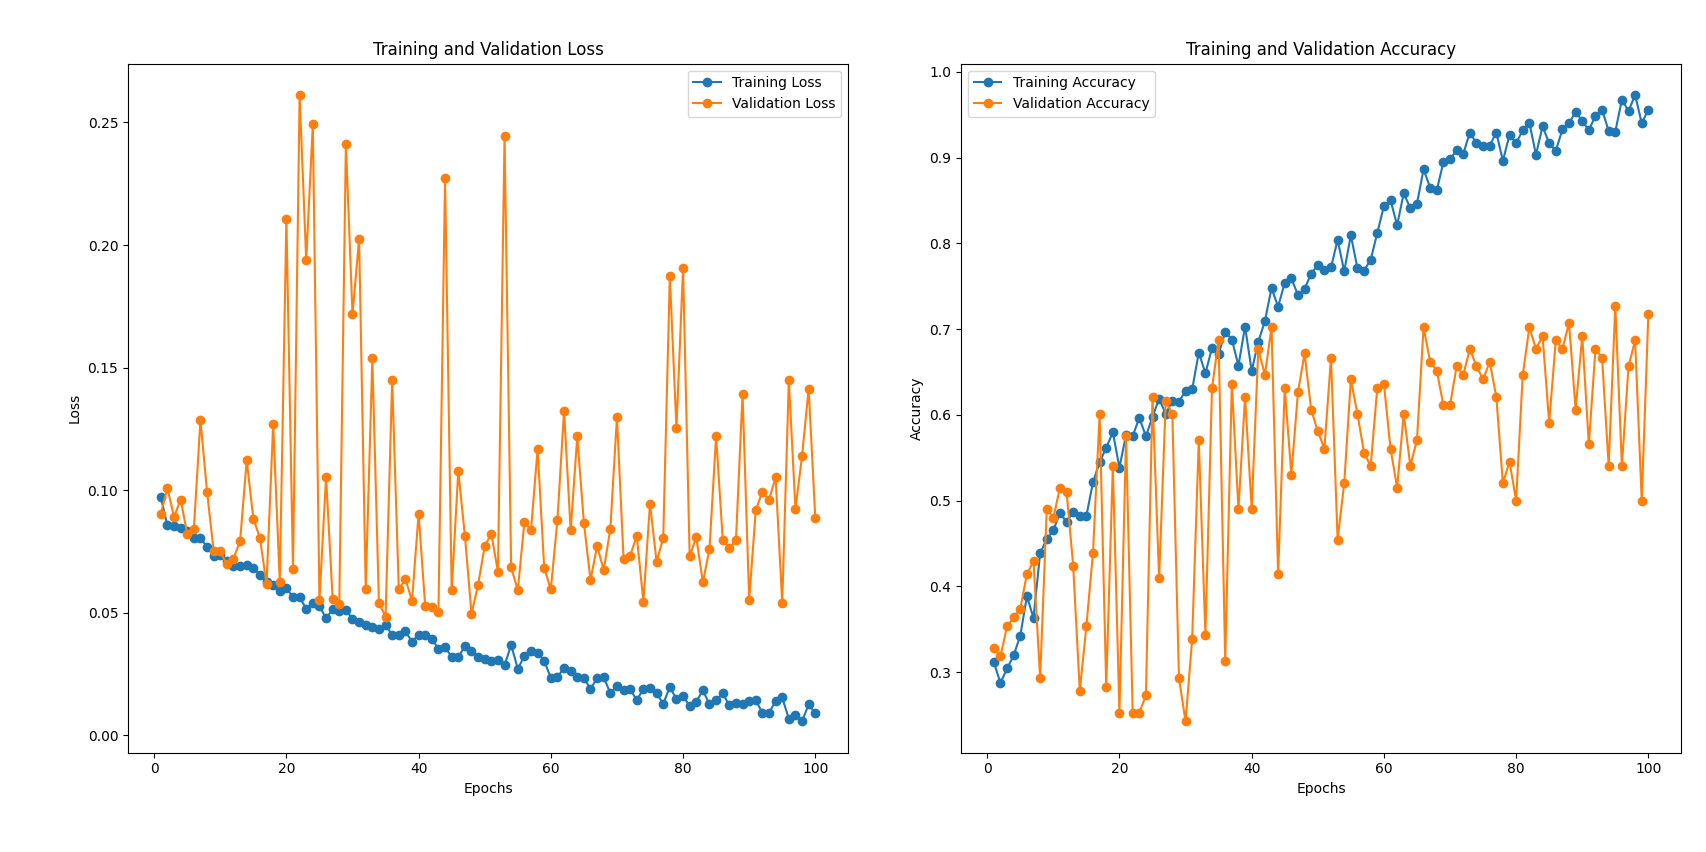 Training and Validation Loss
Training Loss
Validation Loss
0.25
0.20
0.15
0.10
0.05
0.00
Loss
0 20 40 60 80 100
Epochs
Training and Validation Accuracy
Training Accuracy
Validation Accuracy
1.0
0.9
0.8
0.7
0.6
0.5
0.4
0.3
Accuracy
0 20 40 60 80 100
Epochs